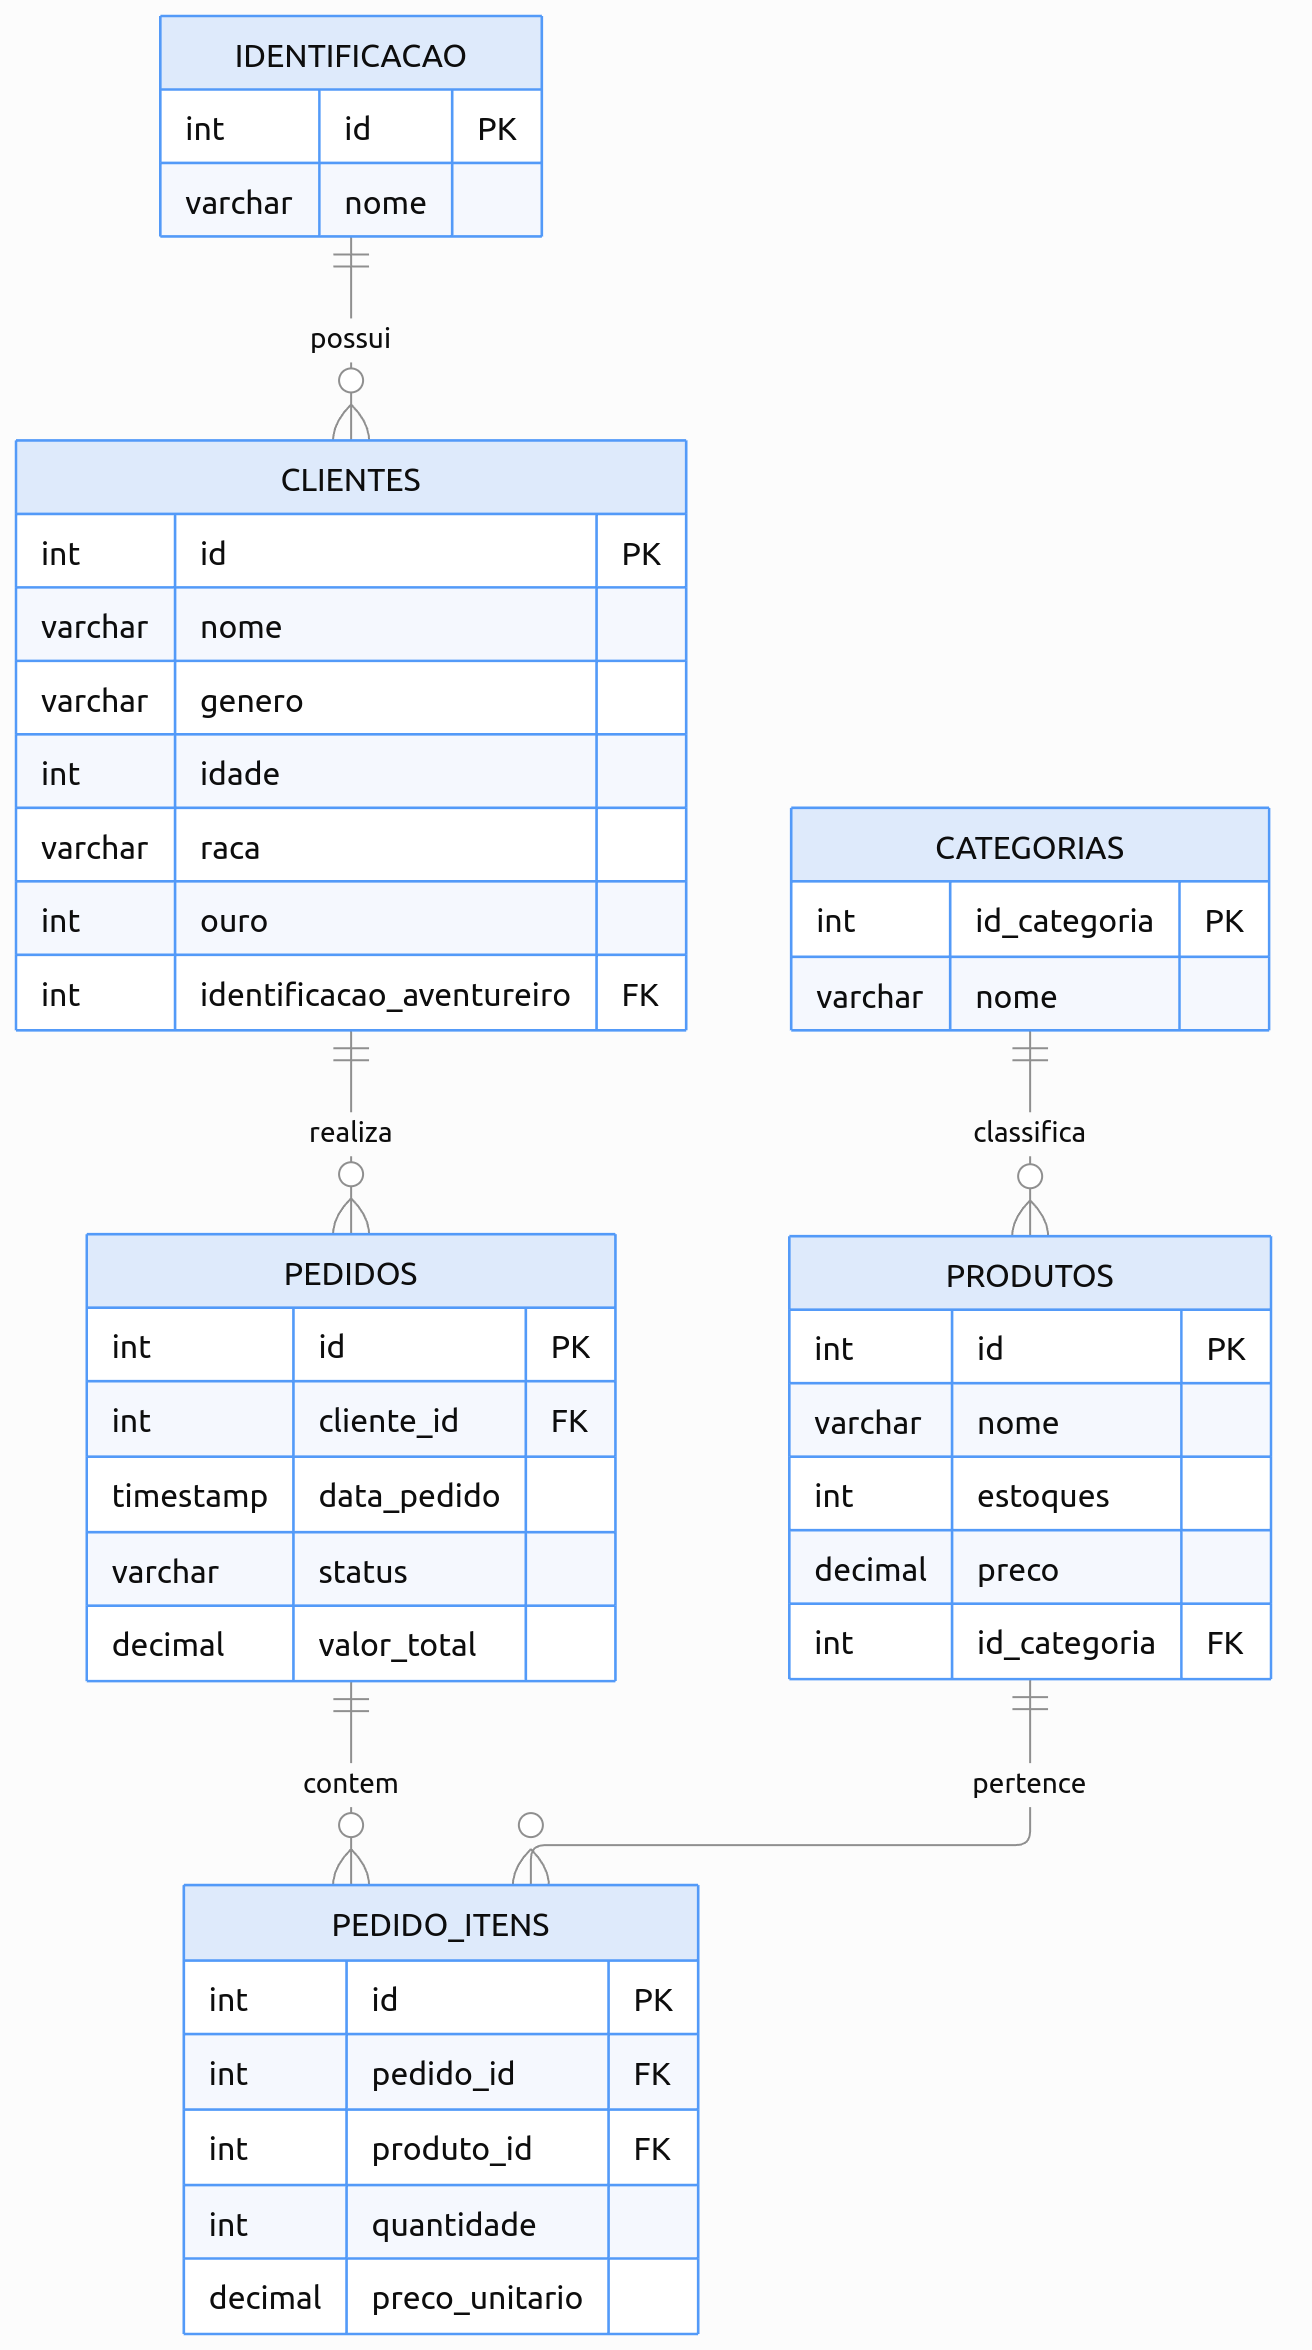 IDENTIFICACAO
int id PK
varchar nome
possui
CLIENTES
int id PK
varchar nome
varchar genero
int idade
varchar raca
int ouro
int identificacao_aventureiro FK
CATEGORIAS
int id_categoria PK
varchar nome
realiza
classifica
PEDIDOS
int id PK
int cliente_id FK
timestamp data_pedido
varchar status
decimal valor_total
PRODUTOS
int id PK
varchar nome
int estoques
decimal preco
int id_categoria FK
contem
pertence
PEDIDO_ITENS
int id PK
int pedido_id FK
int produto_id FK
int quantidade
decimal preco_unitario